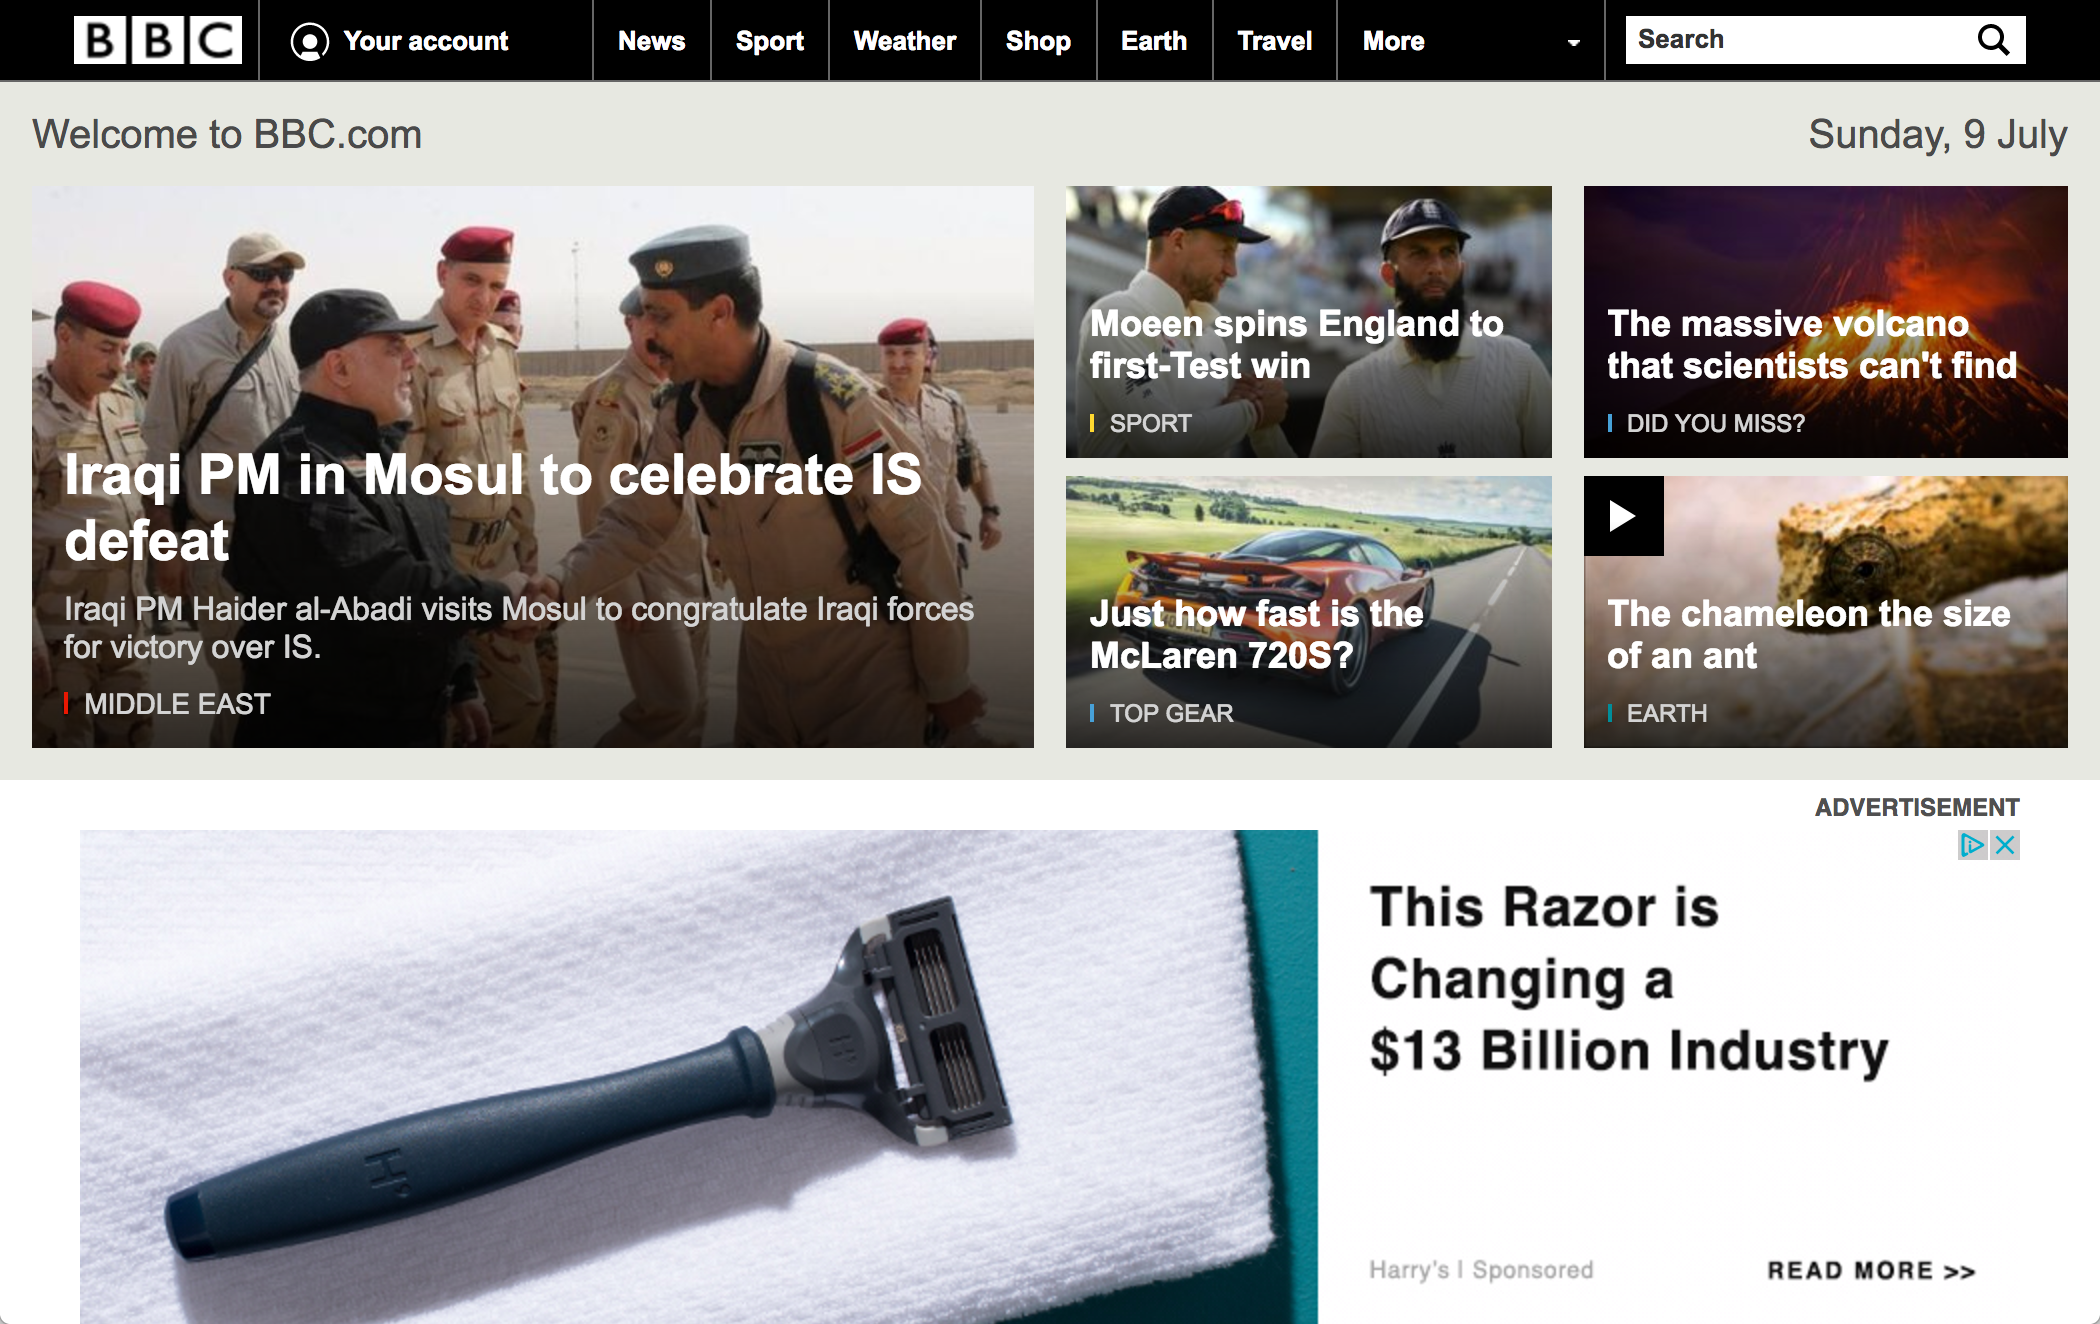 BBC
Your account
News
Sport
Weather
Shop
Earth
Travel
More
Search
Welcome to BBC.com
Sunday, 9 July
Iraqi PM in Mosul to celebrate IS
defeat
Iraqi PM Haider al-Abadi visits Mosul to congratulate Iraqi forces
for victory over IS.
MIDDLE EAST
Moeen spins England to
first-Test win
SPORT
The massive volcano
that scientists can't find
DID YOU MISS?
Just how fast is the
McLaren 720S?
TOP GEAR
The chameleon the size
of an ant
EARTH
ADVERTISEMENT
This Razor is
Changing a
$13 Billion Industry
Harry's | Sponsored
READ MORE >>
H